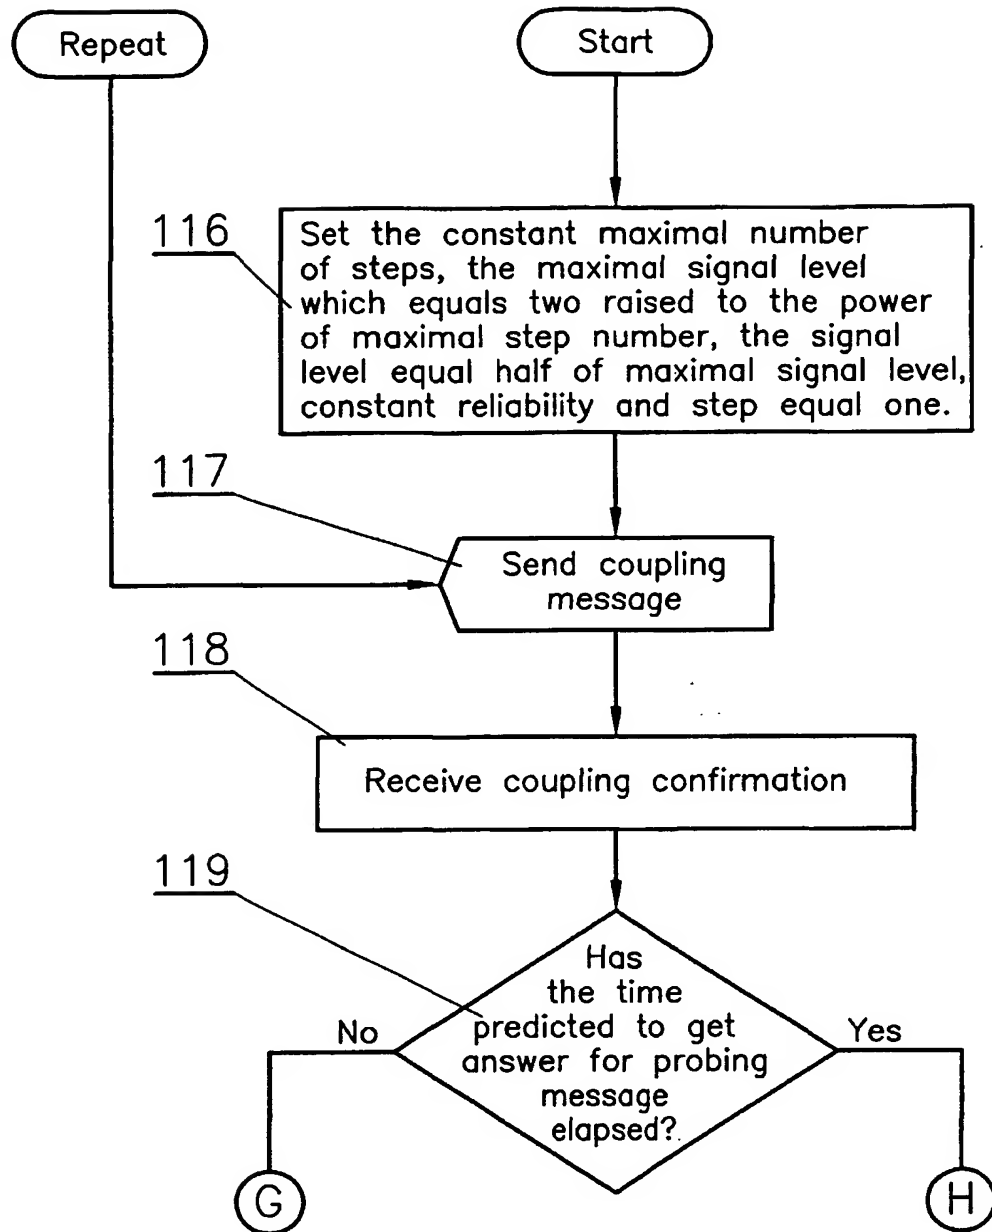 Repeat
Start
116
Set the constant maximal number
of steps, the maximal signal level
which equals two raised to the power
of maximal step number, the signal
level equal half of maximal signal level,
constant reliability and step equal one.
117
Send coupling
message
118
Receive coupling confirmation
119
Has
the time
predicted to get
answer for probing
message
elapsed?
No
Yes
G
H